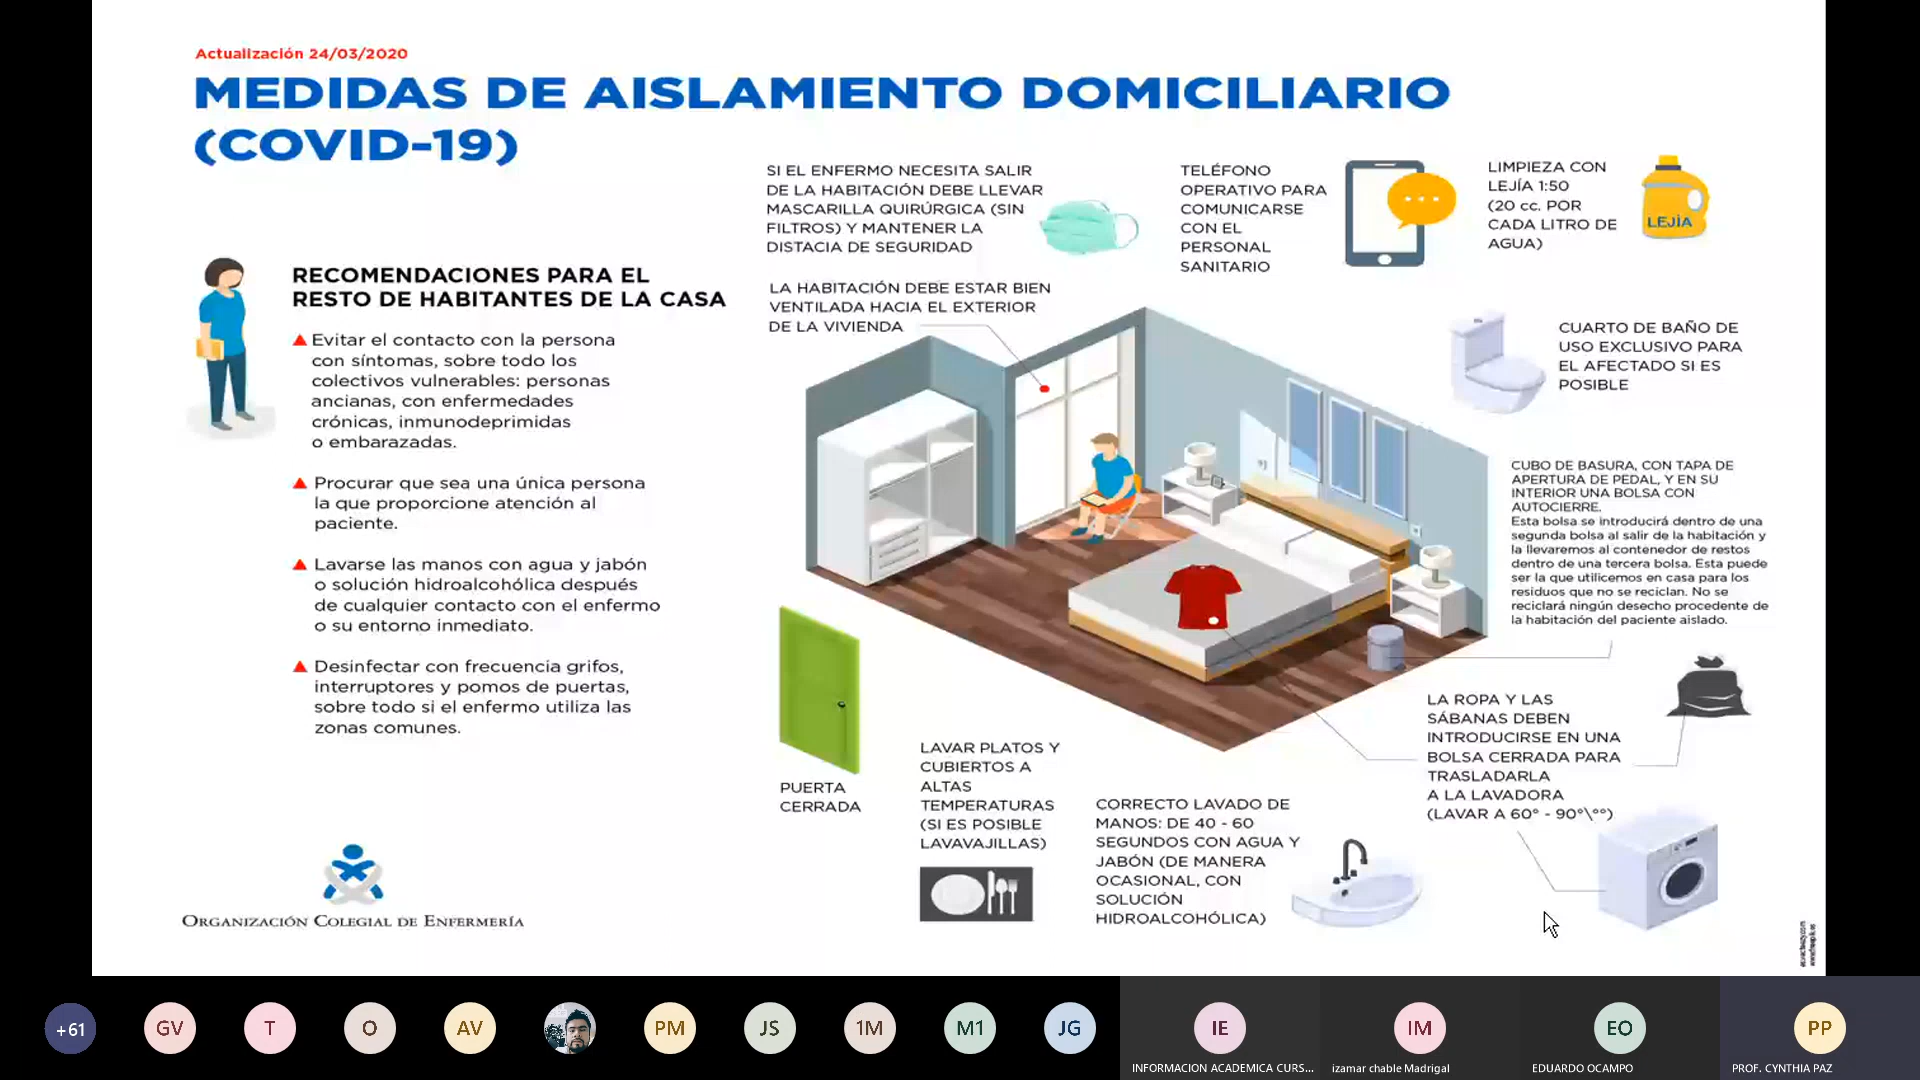 Actualización 24/03/2020
MEDIDAS DE AISLAMIENTO DOMICILIARIO
(COVID-19)
RECOMENDACIONES PARA EL
RESTO DE HABITANTES DE LA CASA
Evitar el contacto con la persona
con síntomas, sobre todo los
colectivos vulnerables: personas
ancianas, con enfermedades
crónicas, inmunodeprimidas
o embarazadas.
Procurar que sea una única persona
la que proporcione atención al
paciente.
Lavarse las manos con agua y jabón
o solución hidroalcohólica después
de cualquier contacto con el enfermo
o su entorno inmediato.
Desinfectar con frecuencia grifos,
interruptores y pomos de puertas,
sobre todo si el enfermo utiliza las
zonas comunes.
ORGANIZACIÓN COLEGIAL DE ENFERMERÍA
SI EL ENFERMO NECESITA SALIR
DE LA HABITACIÓN DEBE LLEVAR
MASCARILLA QUIRÚRGICA (SIN
FILTROS) Y MANTENER LA
DISTACIA DE SEGURIDAD
TELÉFONO
OPERATIVO PARA
COMUNICARSE
CON EL
PERSONAL
SANITARIO
LIMPIEZA CON
LEJÍA 1:50
(20 cc. POR
CADA LITRO DE
AGUA)
LEJÍA
LA HABITACIÓN DEBE ESTAR BIEN
VENTILADA HACIA EL EXTERIOR
DE LA VIVIENDA
CUARTO DE BAÑO DE
USO EXCLUSIVO PARA
EL AFECTADO SI ES
POSIBLE
CUBO DE BASURA, CON TAPA DE
APERTURA DE PEDAL, Y EN SU
INTERIOR UNA BOLSA CON
AUTOCIERRE.
Esta bolsa se introducirá dentro de una
segunda bolsa al salir de la habitación y
la llevaremos al contenedor de restos
dentro de una tercera bolsa. Esta puede
ser la que utilicemos en casa para los
residuos que no se reciclan. No se
reciclará ningún desecho procedente de
la habitación del paciente aislado.
PUERTA
CERRADA
LAVAR PLATOS Y
CUBIERTOS A
ALTAS
TEMPERATURAS
(SI ES POSIBLE
LAVAVAJILLAS)
CORRECTO LAVADO DE
MANOS: DE 40 - 60
SEGUNDOS CON AGUA Y
JABÓN (DE MANERA
OCASIONAL, CON
SOLUCIÓN
HIDROALCOHÓLICA)
LA ROPA Y LAS
SÁBANAS DEBEN
INTRODUCIRSE EN UNA
BOLSA CERRADA PARA
TRASLADARLA
A LA LAVADORA
(LAVAR A 60° - 90°\°°)
+61
GV
T
O
AV
PM
JS
1M
M1
JG
IE
IM
EO
PP
INFORMACION ACADEMICA CURS...
izamar chable Madrigal
EDUARDO OCAMPO
PROF. CYNTHIA PAZ